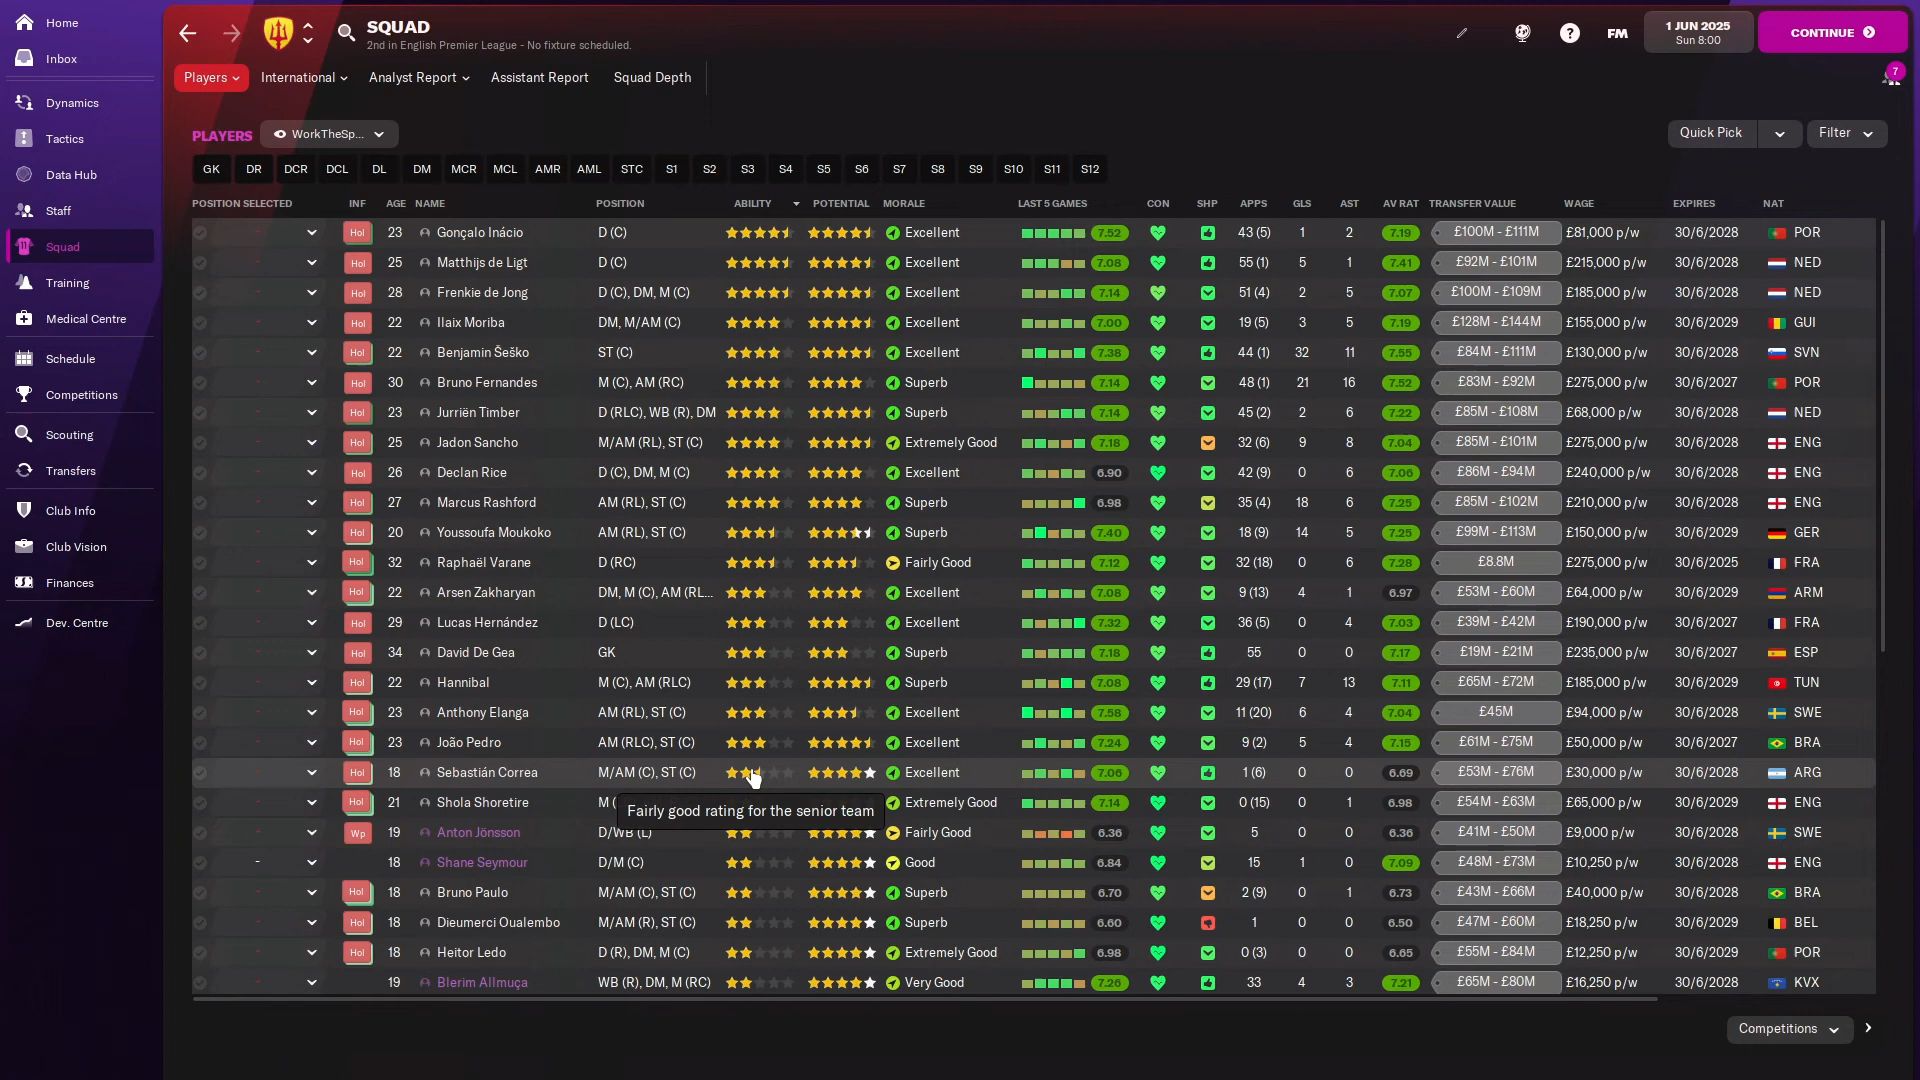 Home
Inbox
Dynamics
Tactics
Data Hub
Staff
Squad
Training
Medical Centre
Schedule
Competitions
Scouting
Transfers
Club Info
Club Vision
Finances
Dev. Centre
SQUAD
2nd in English Premier League - No fixture scheduled.
FM
1 JUN 2025
Sun 8:00
CONTINUE
Players International Analyst Report Assistant Report Squad Depth
7
PLAYERS WorkTheSp... Quick Pick Filter
GK DR DCR DCL DL DM MCR MCL AMR AML STC S1 S2 S3 S4 S5 S6 S7 S8 S9 S10 S11 S12
POSITION SELECTED INF AGE NAME POSITION ABILITY POTENTIAL MORALE LAST 5 GAMES CON SHP APPS GLS AST AV RAT TRANSFER VALUE WAGE EXPIRES NAT
- Hol 23 Gonçalo Inácio D (C) Excellent 7.52 43 (5) 1 2 7.19 £100M - £111M £81,000 p/w 30/6/2028 POR
- Hol 25 Matthijs de Ligt D (C) Excellent 7.08 55 (1) 5 1 7.41 £92M - £101M £215,000 p/w 30/6/2028 NED
- Hol 28 Frenkie de Jong D (C), DM, M (C) Excellent 7.14 51 (4) 2 5 7.07 £100M - £109M £185,000 p/w 30/6/2028 NED
- Hol 22 Ilaix Moriba DM, M/AM (C) Excellent 7.00 19 (5) 3 5 7.19 £128M - £144M £155,000 p/w 30/6/2029 GUI
- Hol 22 Benjamin Šeško ST (C) Excellent 7.38 44 (1) 32 11 7.55 £84M - £111M £130,000 p/w 30/6/2028 SVN
- Hol 30 Bruno Fernandes M (C), AM (RC) Superb 7.14 48 (1) 21 16 7.52 £83M - £92M £275,000 p/w 30/6/2027 POR
- Hol 23 Jurriën Timber D (RLC), WB (R), DM Superb 7.14 45 (2) 2 6 7.22 £85M - £108M £68,000 p/w 30/6/2028 NED
- Hol 25 Jadon Sancho M/AM (RL), ST (C) Extremely Good 7.18 32 (6) 9 8 7.04 £85M - £101M £275,000 p/w 30/6/2028 ENG
- Hol 26 Declan Rice D (C), DM, M (C) Excellent 6.90 42 (9) 0 6 7.06 £86M - £94M £240,000 p/w 30/6/2028 ENG
- Hol 27 Marcus Rashford AM (RL), ST (C) Superb 6.98 35 (4) 18 6 7.25 £85M - £102M £210,000 p/w 30/6/2028 ENG
- Hol 20 Youssoufa Moukoko AM (RL), ST (C) Superb 7.40 18 (9) 14 5 7.25 £99M - £113M £150,000 p/w 30/6/2029 GER
- Hol 32 Raphaël Varane D (RC) Fairly Good 7.12 32 (18) 0 6 7.28 £8.8M £275,000 p/w 30/6/2025 FRA
- Hol 22 Arsen Zakharyan DM, M (C), AM (RL... Excellent 7.08 9 (13) 4 1 6.97 £53M - £60M £64,000 p/w 30/6/2029 ARM
- Hol 29 Lucas Hernández D (LC) Excellent 7.32 36 (5) 0 4 7.03 £39M - £42M £190,000 p/w 30/6/2027 FRA
- Hol 34 David De Gea GK Superb 7.18 55 0 0 7.17 £19M - £21M £235,000 p/w 30/6/2027 ESP
- Hol 22 Hannibal M (C), AM (RLC) Superb 7.08 29 (17) 7 13 7.11 £65M - £72M £185,000 p/w 30/6/2029 TUN
- Hol 23 Anthony Elanga AM (RL), ST (C) Excellent 7.58 11 (20) 6 4 7.04 £45M £94,000 p/w 30/6/2028 SWE
- Hol 23 João Pedro AM (RLC), ST (C) Excellent 7.24 9 (2) 5 4 7.15 £61M - £75M £50,000 p/w 30/6/2027 BRA
- Hol 18 Sebastián Correa M/AM (C), ST (C) Excellent 7.06 1 (6) 0 0 6.69 £53M - £76M £30,000 p/w 30/6/2028 ARG
- Hol 21 Shola Shoretire M ( Extremely Good 7.14 0 (15) 0 1 6.98 £54M - £63M £65,000 p/w 30/6/2029 ENG
Fairly good rating for the senior team
- Wp 19 Anton Jönsson D/WB (L) Fairly Good 6.36 5 0 0 6.36 £41M - £50M £9,000 p/w 30/6/2028 SWE
- 18 Shane Seymour D/M (C) Good 6.84 15 1 0 7.09 £48M - £73M £10,250 p/w 30/6/2028 ENG
- Hol 18 Bruno Paulo M/AM (C), ST (C) Superb 6.70 2 (9) 0 1 6.73 £43M - £66M £40,000 p/w 30/6/2028 BRA
- Hol 18 Dieumerci Oualembo M/AM (R), ST (C) Superb 6.60 1 0 0 6.50 £47M - £60M £18,250 p/w 30/6/2029 BEL
- Hol 18 Heitor Ledo D (R), DM, M (C) Extremely Good 6.98 0 (3) 0 0 6.65 £55M - £84M £12,250 p/w 30/6/2029 POR
19 Blerim Allmuça WB (R), DM, M (RC) Very Good 7.26 33 4 3 7.21 £65M - £80M £16,250 p/w 30/6/2028 KVX
Competitions